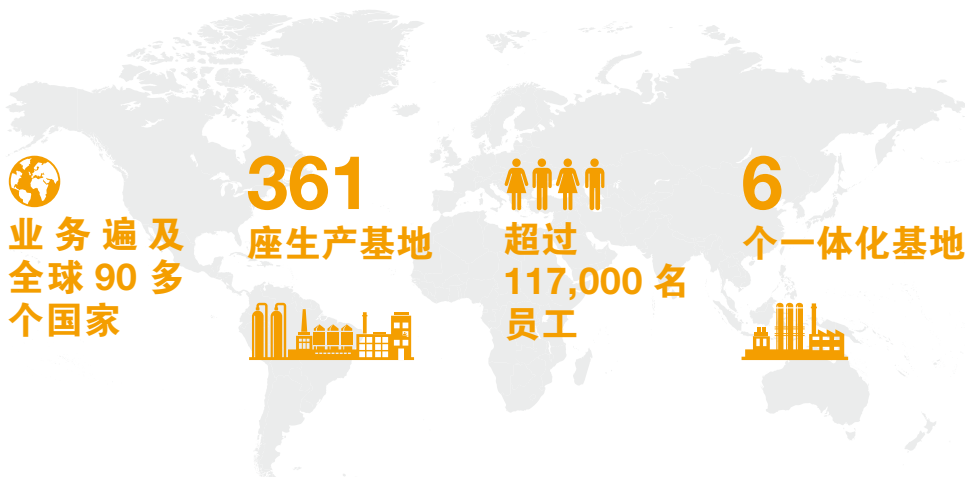 业务遍及
全球 90 多
个国家
361
座生产基地
超过
117,000 名
员工
6
个一体化基地